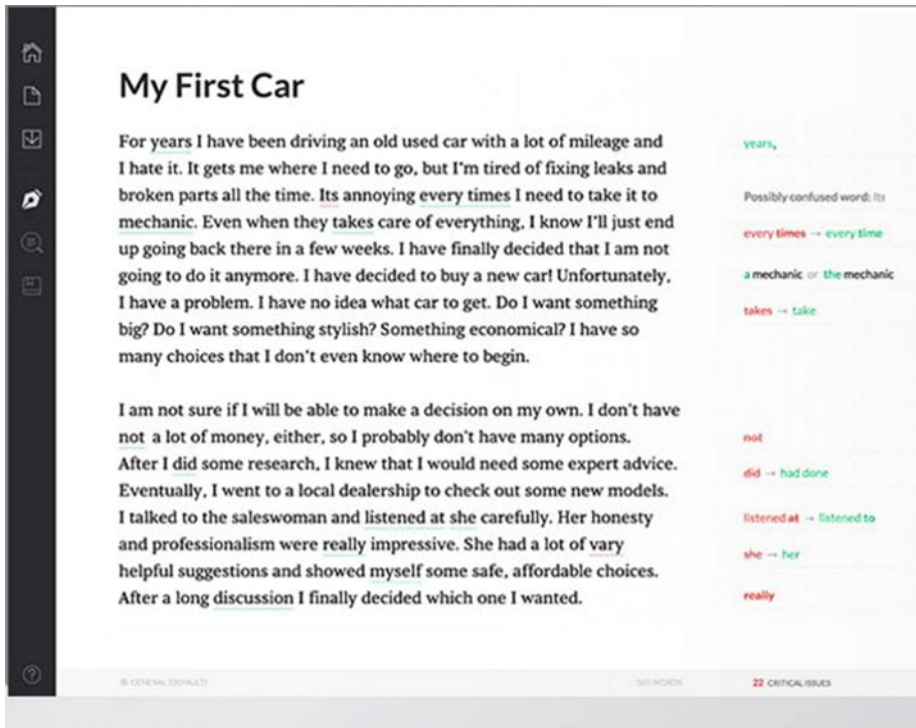 My First Car
For years I have been driving an old used car with a lot of mileage and
I hate it. It gets me where I need to go, but I'm tired of fixing leaks and
broken parts all the time. Its annoying every times I need to take it to
mechanic. Even when they takes care of everything, I know I'll just end
up going back there in a few weeks. I have finally decided that I am not
going to do it anymore. I have decided to buy a new car! Unfortunately,
I have a problem. I have no idea what car to get. Do I want something
big? Do I want something stylish? Something economical? I have so
many choices that I don't even know where to begin.
I am not sure if I will be able to make a decision on my own. I don't have
not a lot of money, either, so I probably don't have many options.
After I did some research, I knew that I would need some expert advice.
Eventually, I went to a local dealership to check out some new models.
I talked to the saleswoman and listened at she carefully. Her honesty
and professionalism were really impressive. She had a lot of vary
helpful suggestions and showed myself some safe, affordable choices.
After a long discussion I finally decided which one I wanted.
years,
Possibly confused word: Its
every times → every time
a mechanic or the mechanic
takes → take
not
did → had done
listened at → listened to
she → her
really
GENERAL (DEFAULT)
WORDS
22 CRITICAL ISSUES